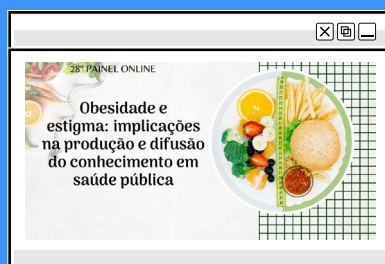 28º PAINEL ONLINE
Obesidade e
estigma: implicações
na produção e difusão
do conhecimento em
saúde pública